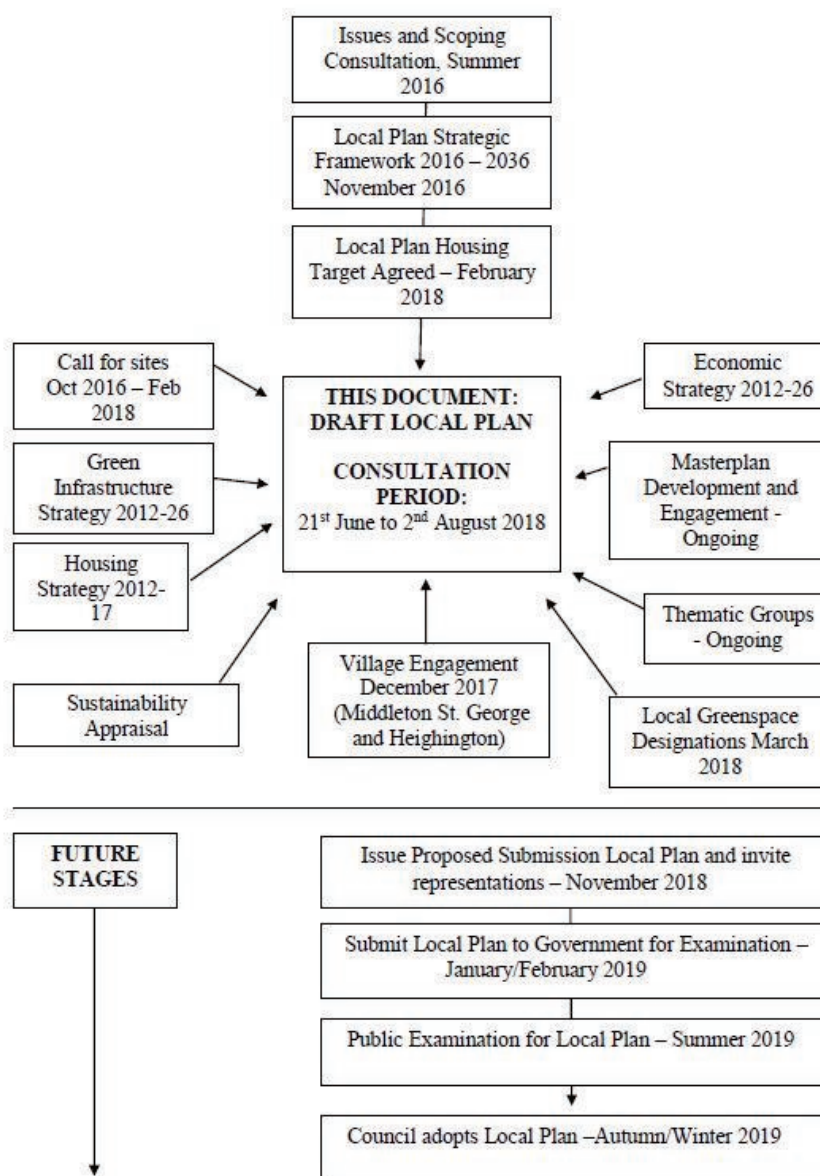 Issues and Scoping
Consultation, Summer
2016
Local Plan Strategic
Framework 2016 – 2036
November 2016
Local Plan Housing
Target Agreed – February
2018
Call for sites
Oct 2016 – Feb
2018
Green
Infrastructure
Strategy 2012-26
Housing
Strategy 2012-
17
Sustainability
Appraisal
THIS DOCUMENT:
DRAFT LOCAL PLAN
CONSULTATION
PERIOD:
21st June to 2nd August 2018
Village Engagement
December 2017
(Middleton St. George
and Heighington)
Economic
Strategy 2012-26
Masterplan
Development and
Engagement -
Ongoing
Thematic Groups
- Ongoing
Local Greenspace
Designations March
2018
FUTURE
STAGES
Issue Proposed Submission Local Plan and invite
representations – November 2018
Submit Local Plan to Government for Examination –
January/February 2019
Public Examination for Local Plan – Summer 2019
Council adopts Local Plan –Autumn/Winter 2019